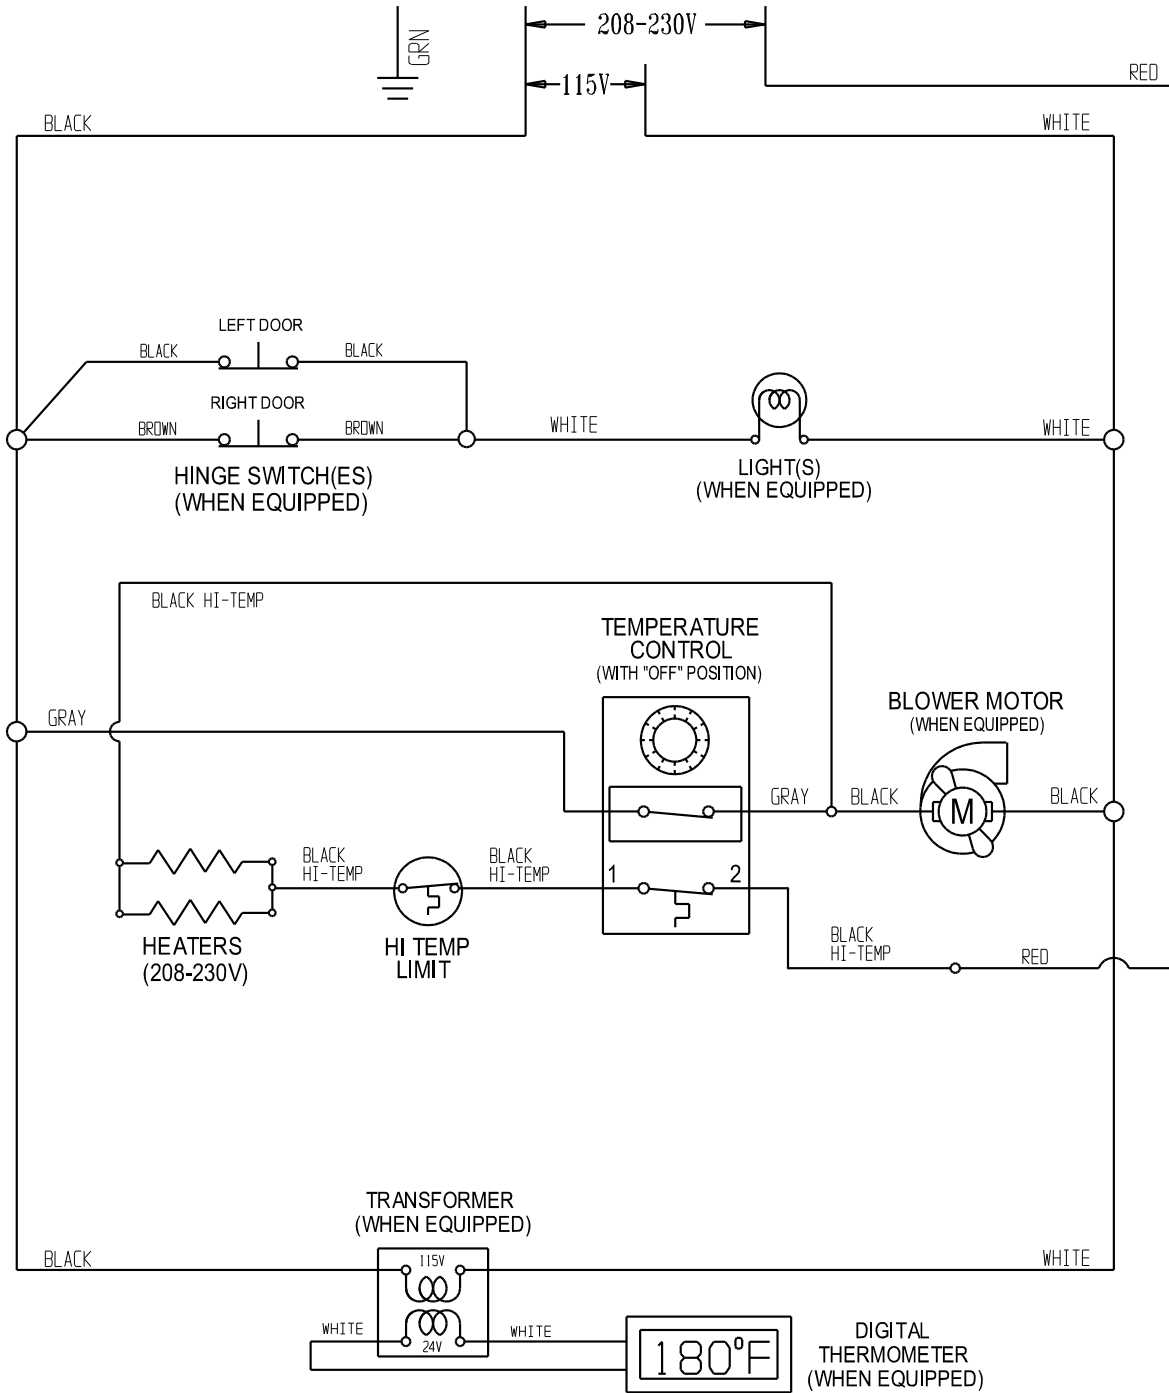 208-230V
GRN
115V
RED
BLACK
WHITE
LEFT DOOR
BLACK
BLACK
RIGHT DOOR
BROWN
BROWN
WHITE
WHITE
HINGE SWITCH(ES)
(WHEN EQUIPPED)
LIGHT(S)
(WHEN EQUIPPED)
BLACK HI-TEMP
TEMPERATURE
CONTROL
(WITH "OFF" POSITION)
GRAY
BLOWER MOTOR
(WHEN EQUIPPED)
GRAY
BLACK
M
BLACK
BLACK
HI-TEMP
BLACK
HI-TEMP
1
2
HEATERS
(208-230V)
HI TEMP
LIMIT
BLACK
HI-TEMP
RED
TRANSFORMER
(WHEN EQUIPPED)
BLACK
115V
WHITE
WHITE
24V
WHITE
180°F
DIGITAL
THERMOMETER
(WHEN EQUIPPED)